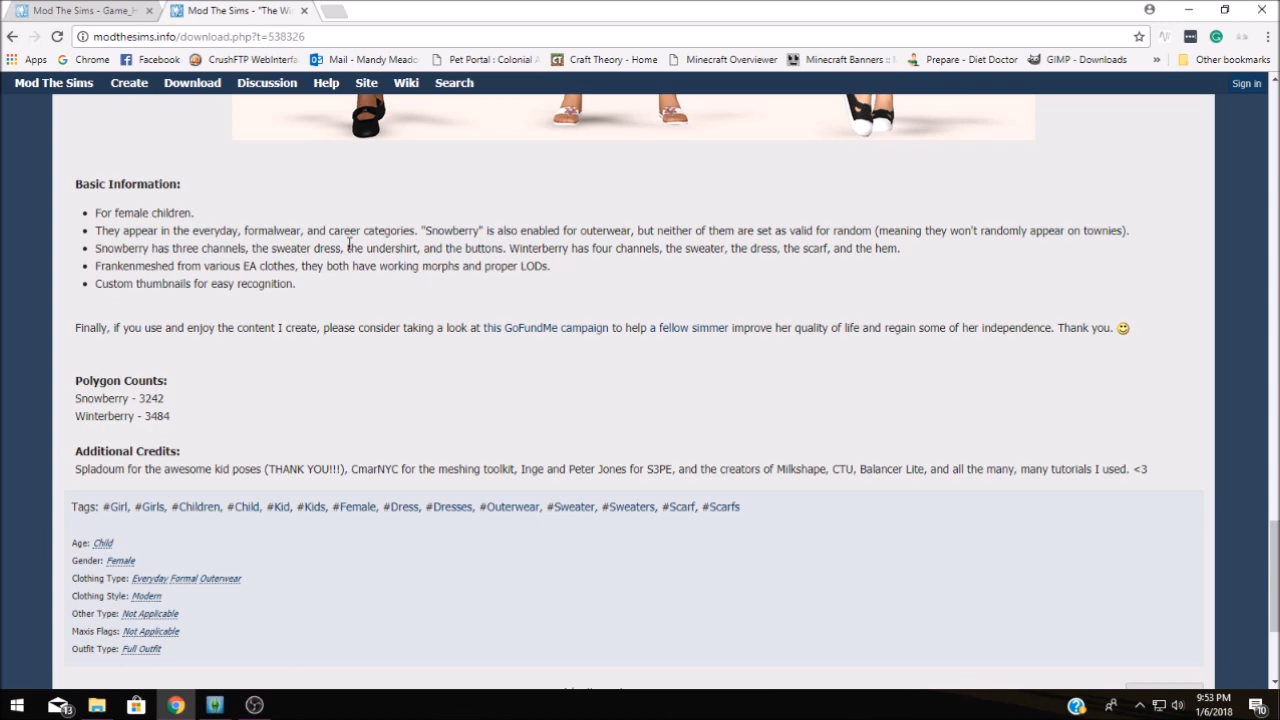 Mod The Sims - Game_H
Mod The Sims - "The Win
modthesims.info/download.php?t=538326
Apps Chrome Facebook CrushFTP WebInterfa Mail - Mandy Meado Pet Point : Colonial A Craft Theory - Home Minecraft Overviewer Minecraft Banners :: Prepare - Diet Doctor GIMP - Downloads » Other bookmarks
Mod The Sims Create Download Discussion Help Site Wiki Search Sign in
Basic Information:
For female children.
They appear in the everyday, formalwear, and career categories. "Snowberry" is also enabled for outerwear, but neither of them are set as valid for random (meaning they won't randomly appear on townies).
Snowberry has three channels, the sweater dress, the undershirt, and the buttons. Winterberry has four channels, the sweater, the dress, the scarf, and the hem.
Frankenmeshed from various EA clothes, they both have working morphs and proper LODs.
Custom thumbnails for easy recognition.
Finally, if you use and enjoy the content I create, please consider taking a look at this GoFundMe campaign to help a fellow simmer improve her quality of life and regain some of her independence. Thank you.
Polygon Counts:
Snowberry - 3242
Winterberry - 3484
Additional Credits:
Spladoum for the awesome kid poses (THANK YOU!!!), CmarNYC for the meshing toolkit, Inge and Peter Jones for S3PE, and the creators of Milkshape, CTU, Balancer Lite, and all the many, many tutorials I used. <3
Tags: #Girl, #Girls, #Children, #Child, #Kid, #Kids, #Female, #Dress, #Dresses, #Outerwear, #Sweater, #Sweaters, #Scarf, #Scarfs
Age: Child
Gender: Female
Clothing Type: Everyday Formal Outerwear
Clothing Style: Modern
Other Type: Not Applicable
Maxis Flags: Not Applicable
Outfit Type: Full Outfit
13
9:53 PM
1/6/2018
10